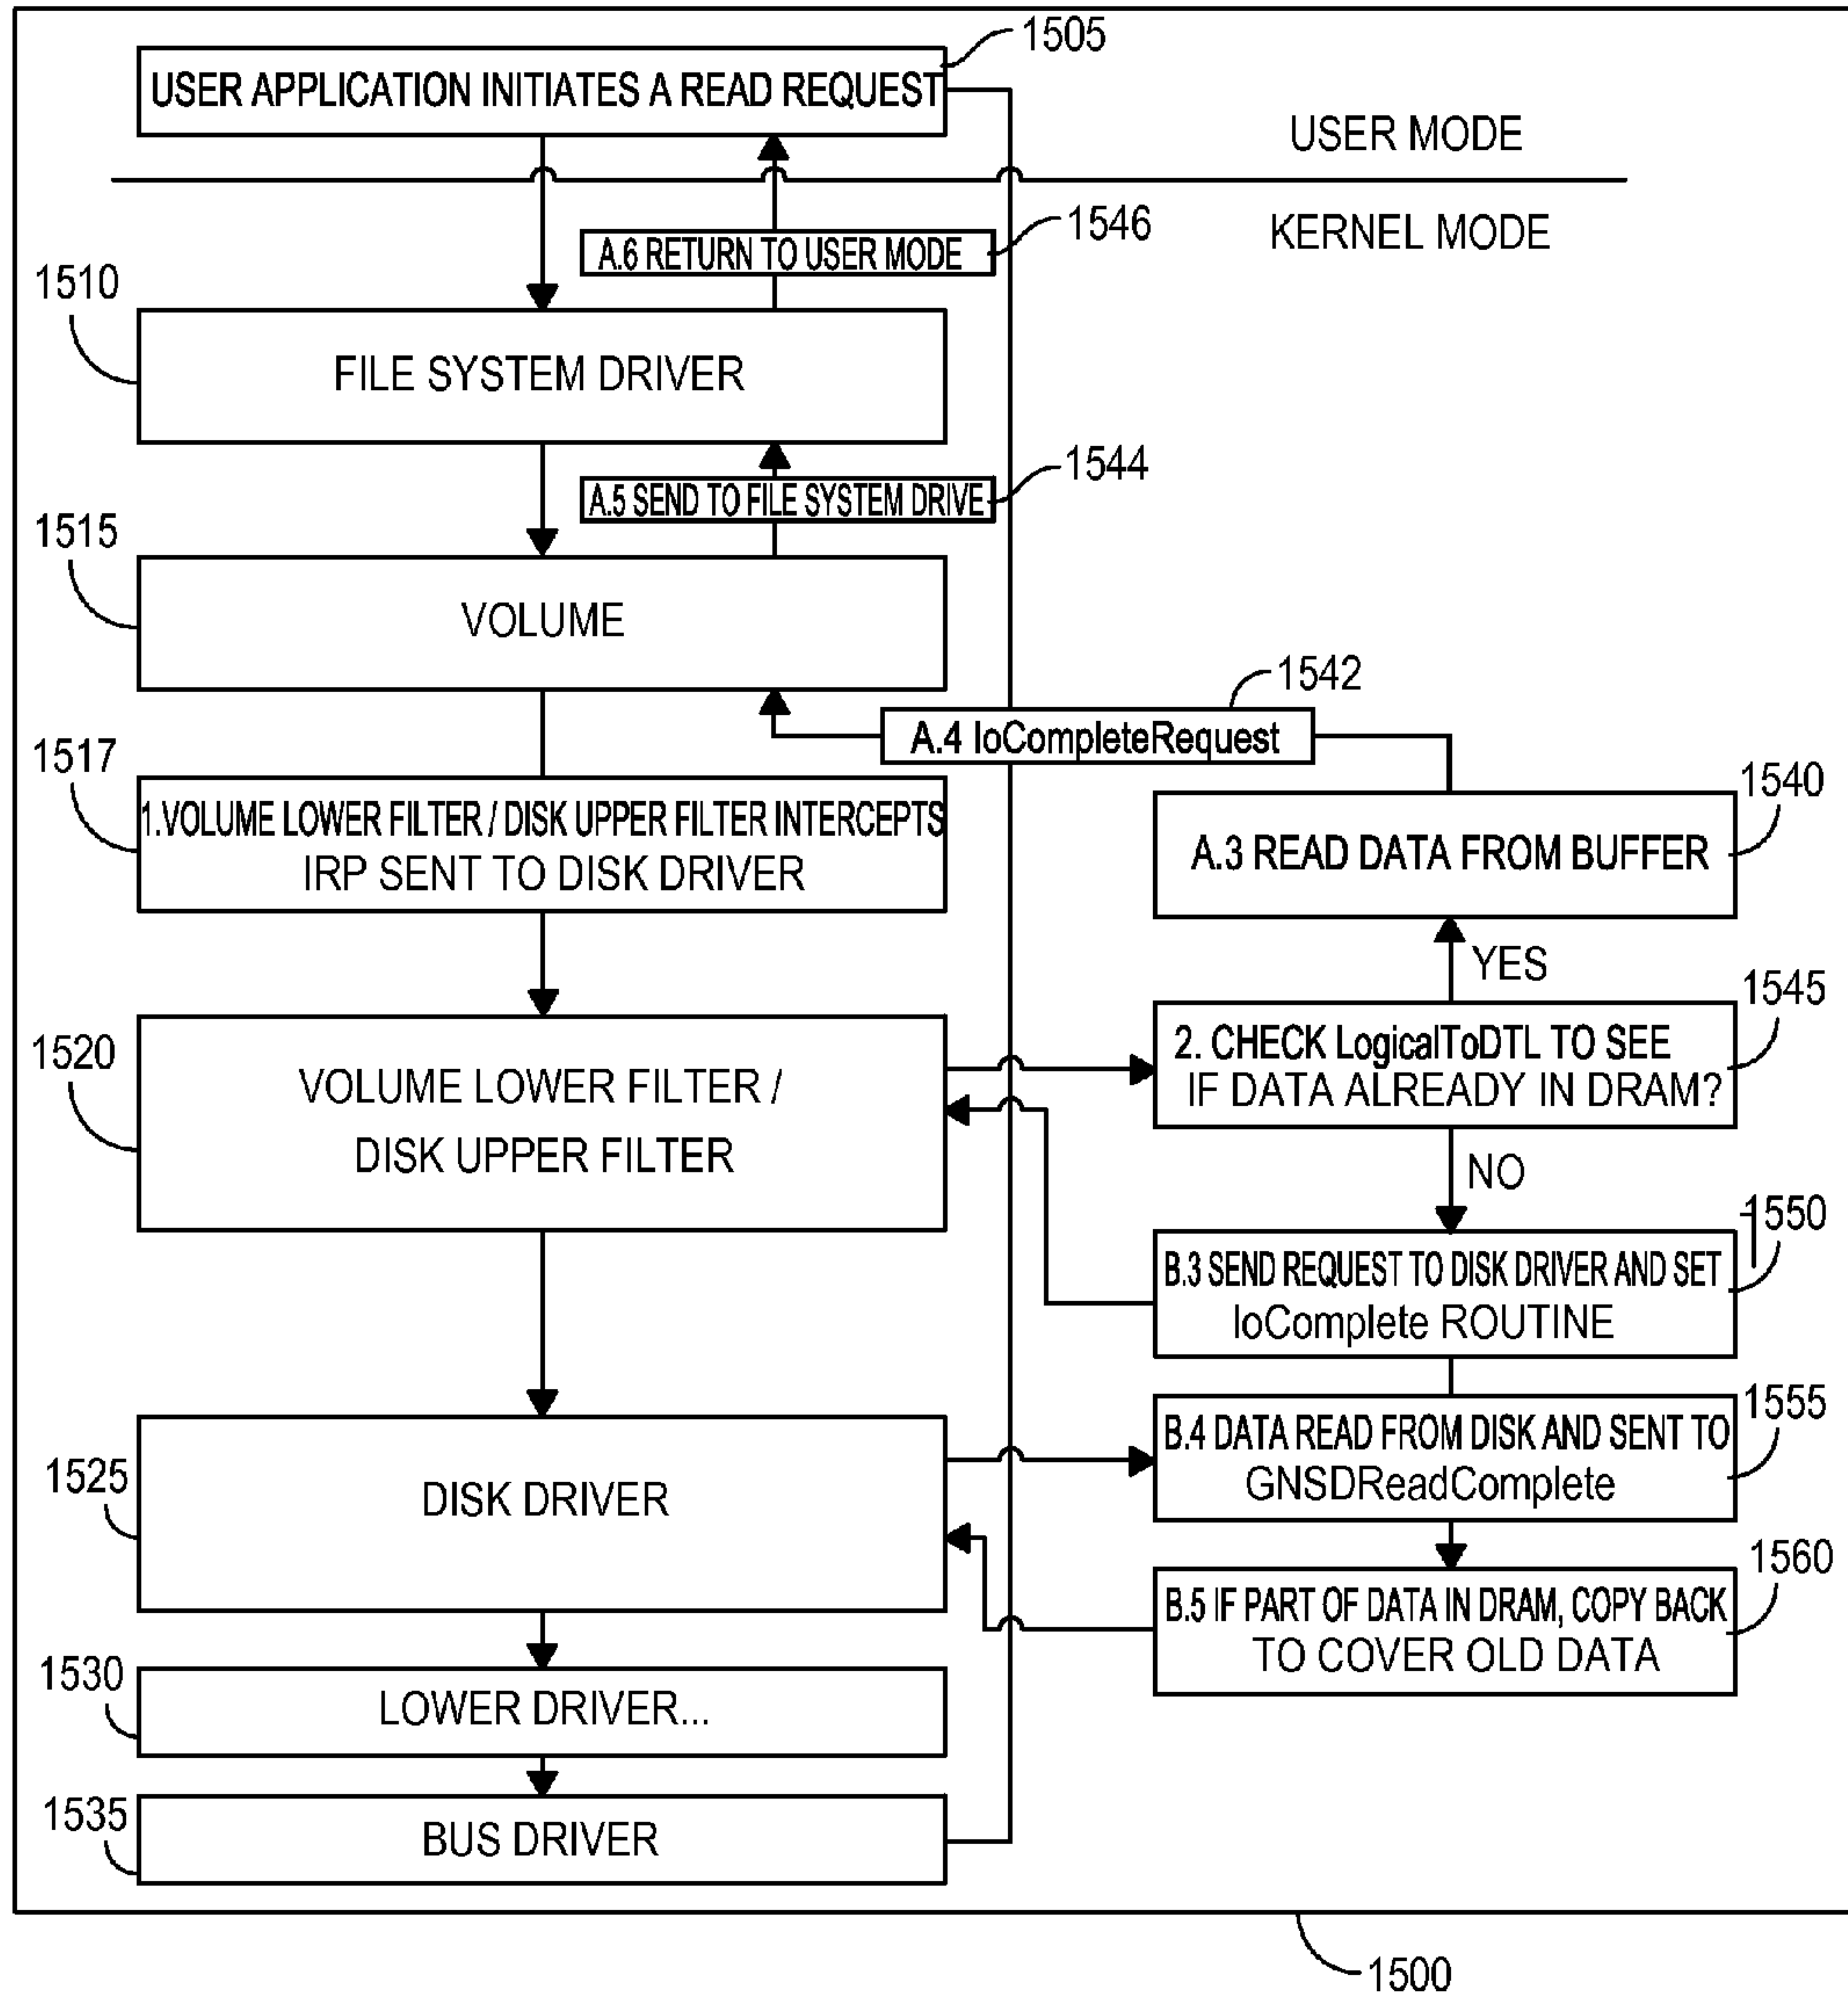 1505
USER APPLICATION INITIATES A READ REQUEST
USER MODE
KERNEL MODE
1546
A.6 RETURN TO USER MODE
1510
FILE SYSTEM DRIVER
1544
A.5 SEND TO FILE SYSTEM DRIVE
1515
VOLUME
1542
A.4 IoCompleteRequest
1517
1.VOLUME LOWER FILTER / DISK UPPER FILTER INTERCEPTS
IRP SENT TO DISK DRIVER
1540
A.3 READ DATA FROM BUFFER
YES
1545
2. CHECK LogicalToDTL TO SEE
IF DATA ALREADY IN DRAM?
1520
VOLUME LOWER FILTER /
DISK UPPER FILTER
NO
1550
B.3 SEND REQUEST TO DISK DRIVER AND SET
IoComplete ROUTINE
1555
B.4 DATA READ FROM DISK AND SENT TO
GNSDReadComplete
1525
DISK DRIVER
1560
B.5 IF PART OF DATA IN DRAM, COPY BACK
TO COVER OLD DATA
1530
LOWER DRIVER...
1535
BUS DRIVER
1500